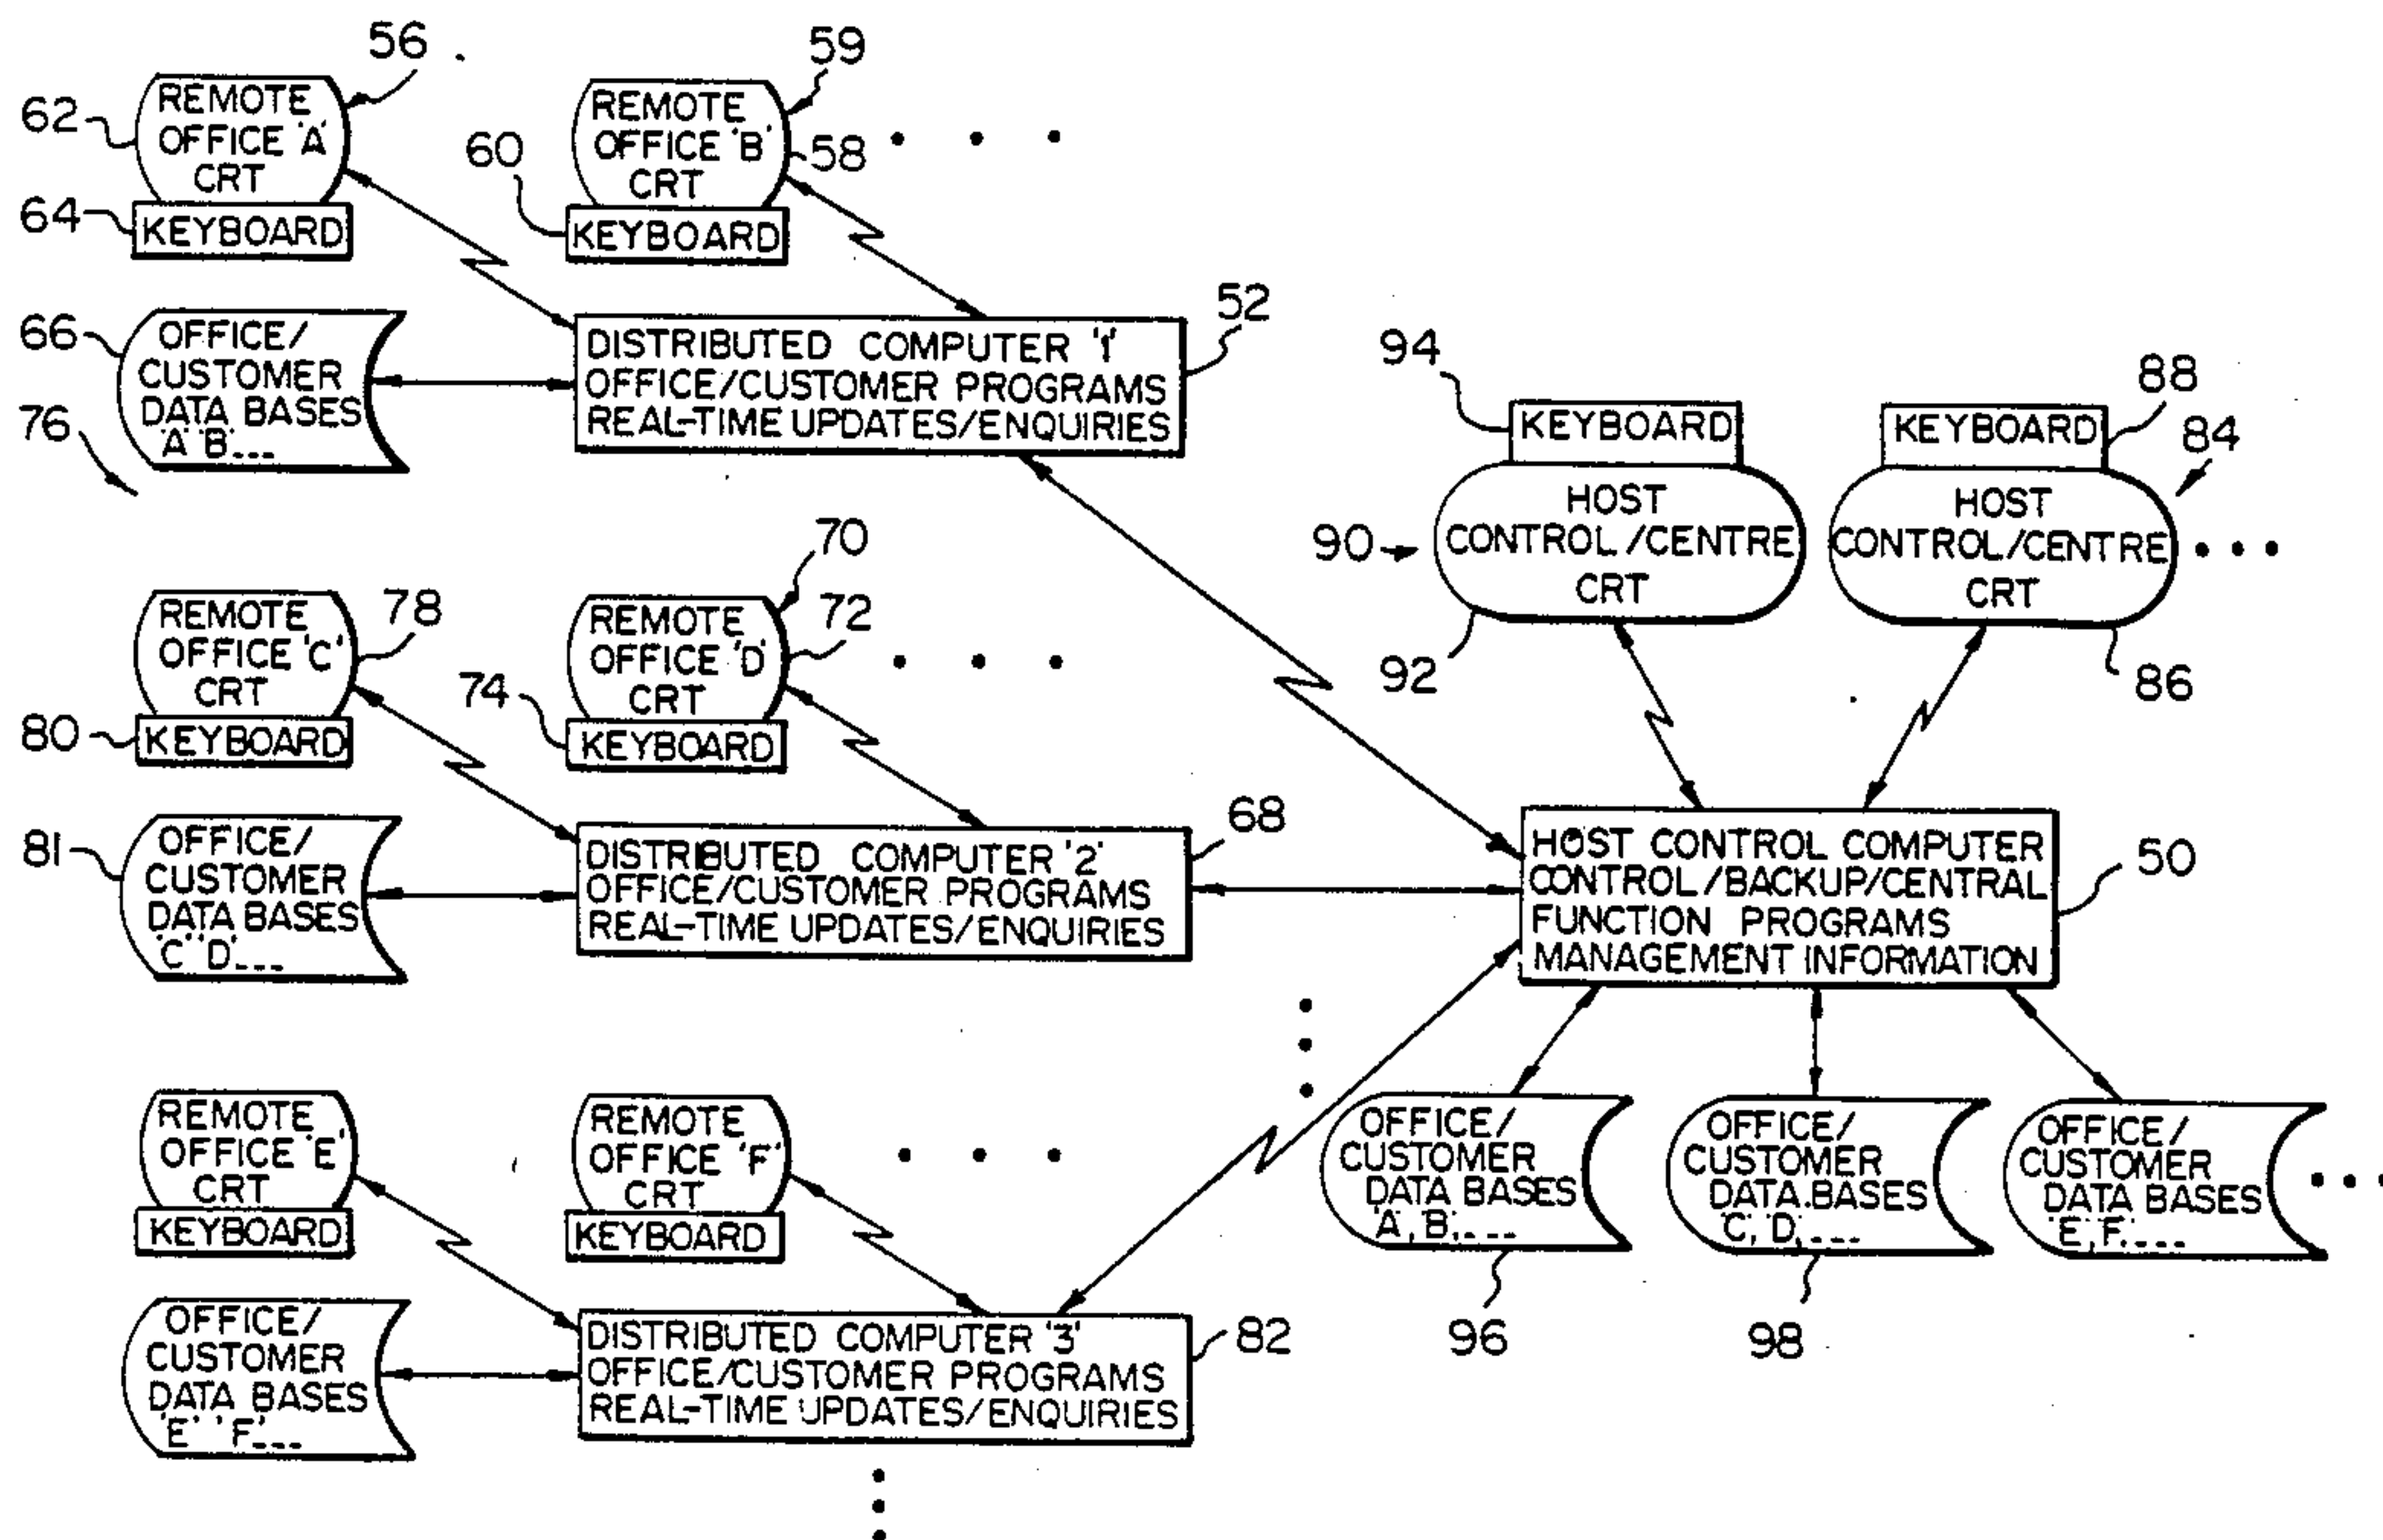 56
59
62
REMOTE
OFFICE 'A'
CRT
64
KEYBOARD
60
REMOTE
OFFICE 'B'
CRT
58
KEYBOARD
66
OFFICE/
CUSTOMER
DATA BASES
'A' 'B'---
76
52
DISTRIBUTED COMPUTER '1'
OFFICE/CUSTOMER PROGRAMS
REAL-TIME UPDATES/ENQUIRIES
94
KEYBOARD
HOST
CONTROL/CENTRE
CRT
90
92
88
KEYBOARD
84
HOST
CONTROL/CENTRE
CRT
86
REMOTE
OFFICE 'C'
CRT
78
80
KEYBOARD
70
REMOTE
OFFICE 'D'
CRT
72
74
KEYBOARD
81
OFFICE/
CUSTOMER
DATA BASES
'C' 'D'---
68
DISTRIBUTED COMPUTER '2'
OFFICE/CUSTOMER PROGRAMS
REAL-TIME UPDATES/ENQUIRIES
HOST CONTROL COMPUTER
CONTROL/BACKUP/CENTRAL
FUNCTION PROGRAMS
MANAGEMENT INFORMATION
50
REMOTE
OFFICE 'E'
CRT
KEYBOARD
REMOTE
OFFICE 'F'
CRT
KEYBOARD
OFFICE/
CUSTOMER
DATA BASES
'A', 'B', ---
96
OFFICE/
CUSTOMER
DATA BASES
'C', 'D', ---
98
OFFICE/
CUSTOMER
DATA BASES
'E', 'F', ---
OFFICE/
CUSTOMER
DATA BASES
'E' 'F'---
DISTRIBUTED COMPUTER '3'
OFFICE/CUSTOMER PROGRAMS
REAL-TIME UPDATES/ENQUIRIES
82